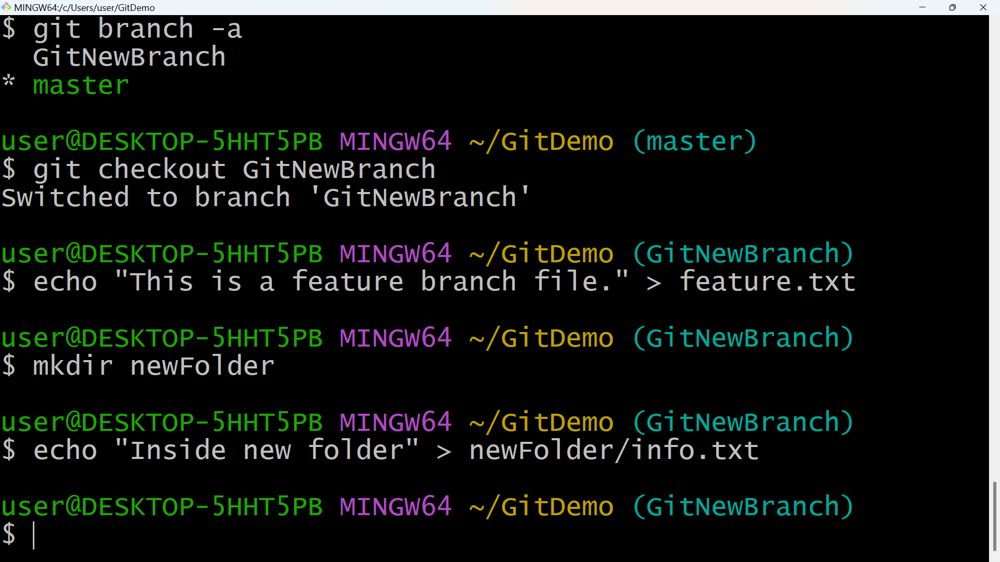 MINGW64:/c/Users/user/GitDemo
$ git branch -a
  GitNewBranch
* master
user@DESKTOP-5HHT5PB MINGW64 ~/GitDemo (master)
$ git checkout GitNewBranch
Switched to branch 'GitNewBranch'
user@DESKTOP-5HHT5PB MINGW64 ~/GitDemo (GitNewBranch)
$ echo "This is a feature branch file." > feature.txt
user@DESKTOP-5HHT5PB MINGW64 ~/GitDemo (GitNewBranch)
$ mkdir newFolder
user@DESKTOP-5HHT5PB MINGW64 ~/GitDemo (GitNewBranch)
$ echo "Inside new folder" > newFolder/info.txt
user@DESKTOP-5HHT5PB MINGW64 ~/GitDemo (GitNewBranch)
$